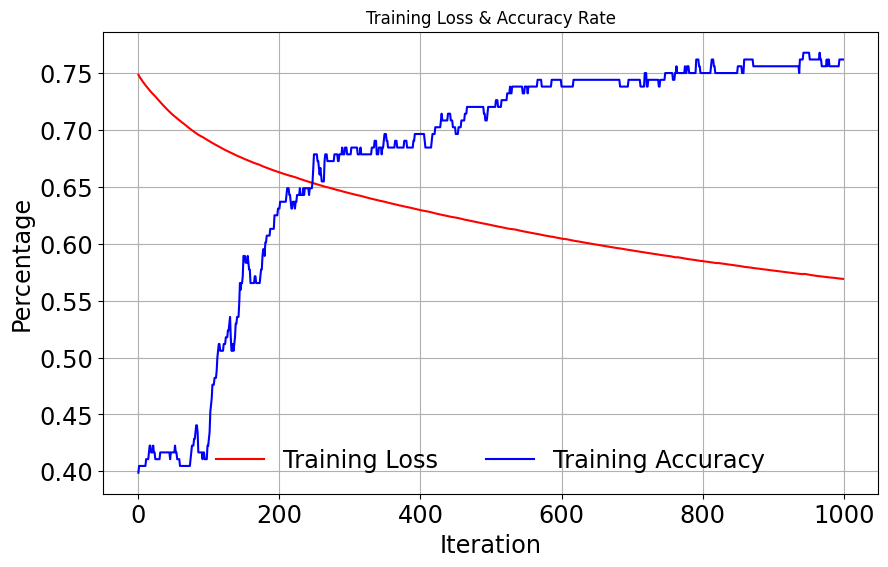 Training Loss & Accuracy Rate
Percentage
0.75
0.70
0.65
0.60
0.55
0.50
0.45
0.40
Training Loss Training Accuracy
0 200 400 600 800 1000
Iteration